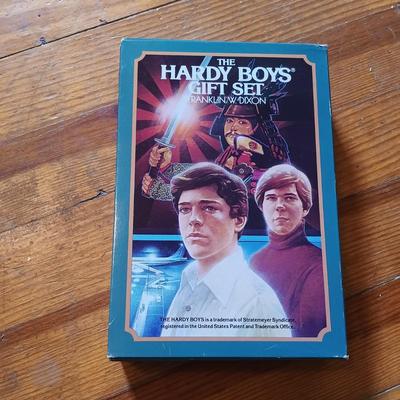 THE
HARDY BOYS®
GIFT SET
FRANKLIN W. DIXON
THE HARDY BOYS is a trademark of Stratemeyer Syndicate,
registered in the United States Patent and Trademark Office.